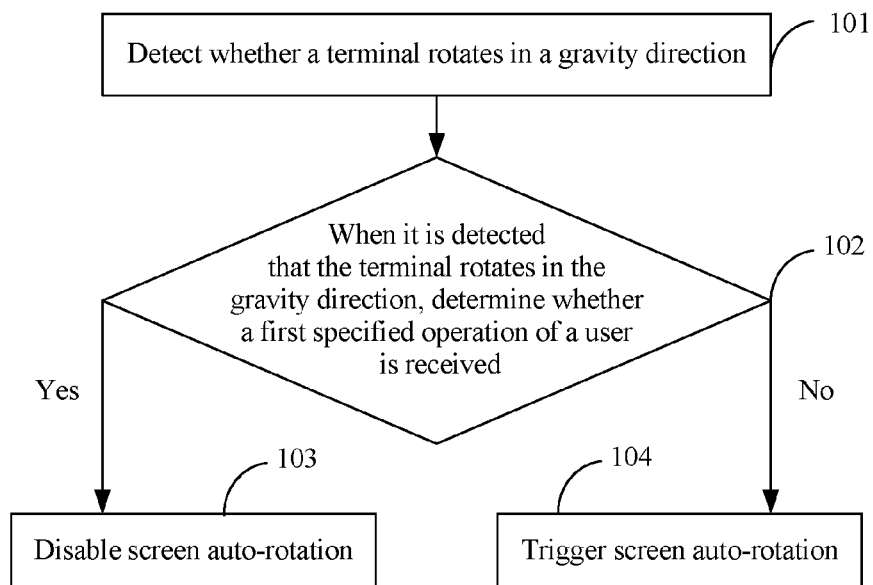 Detect whether a terminal rotates in a gravity direction
101
When it is detected
that the terminal rotates in the
gravity direction, determine whether
a first specified operation of a user
is received
102
Yes
No
103
104
Disable screen auto-rotation
Trigger screen auto-rotation